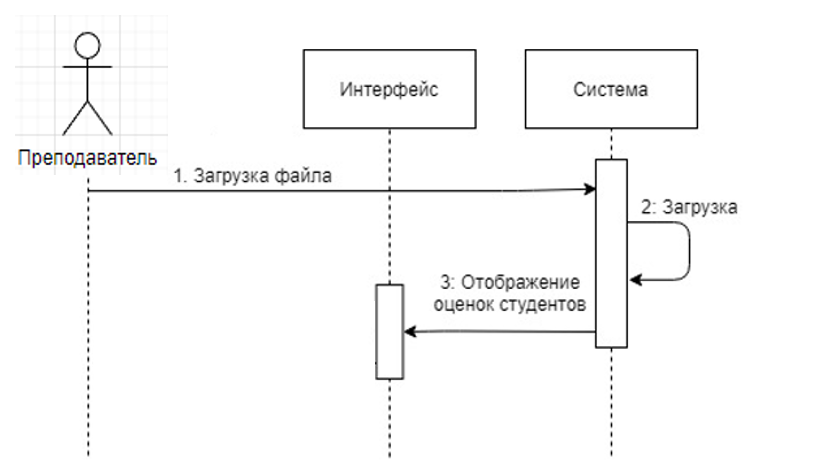 Интерфейс
Система
Преподаватель
1. Загрузка файла
2: Загрузка
3: Отображение
оценок студентов